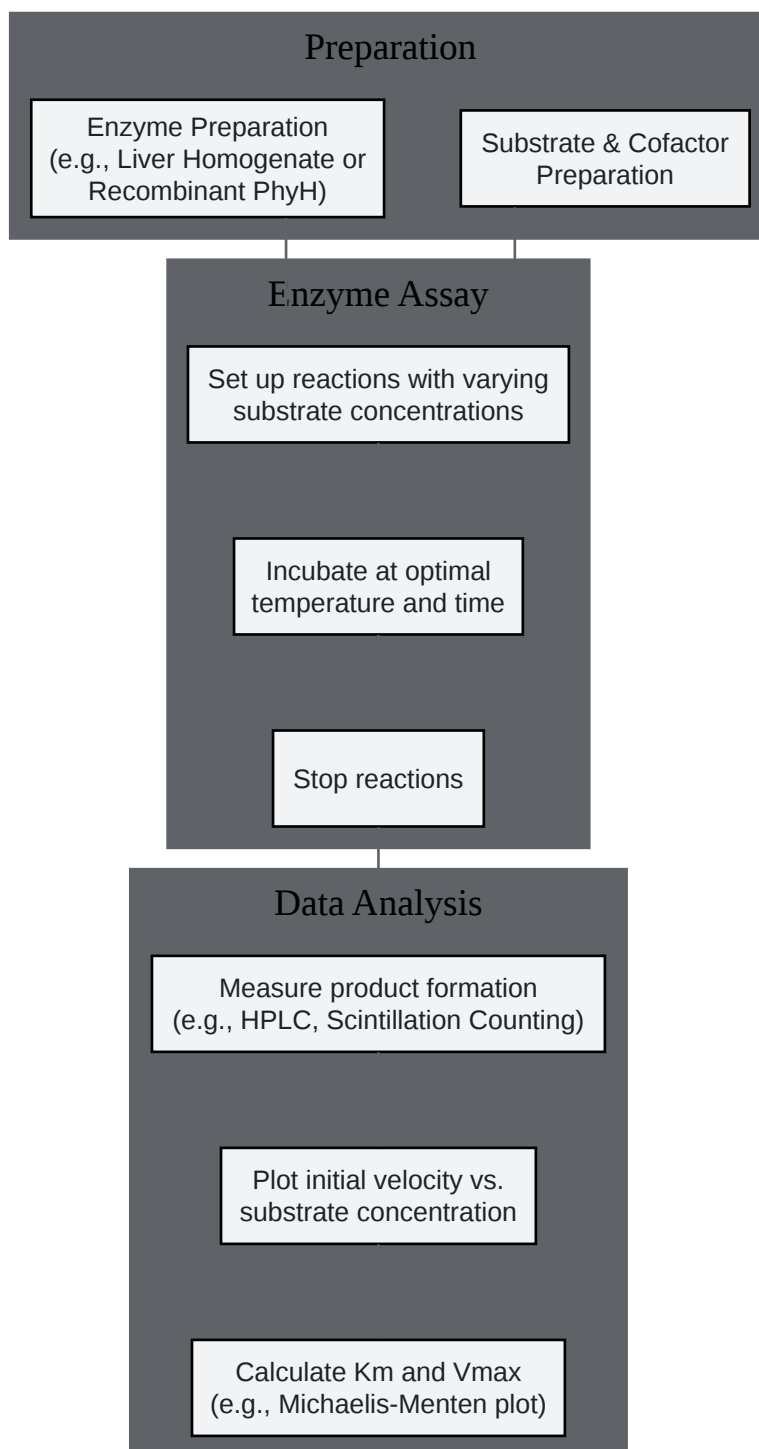 Preparation
Enzyme Preparation
(e.g., Liver Homogenate or
Recombinant PhyH)
Substrate & Cofactor
Preparation
Enzyme Assay
Set up reactions with varying
substrate concentrations
Incubate at optimal
temperature and time
Stop reactions
Data Analysis
Measure product formation
(e.g., HPLC, Scintillation Counting)
Plot initial velocity vs.
substrate concentration
Calculate Km and Vmax
(e.g., Michaelis-Menten plot)